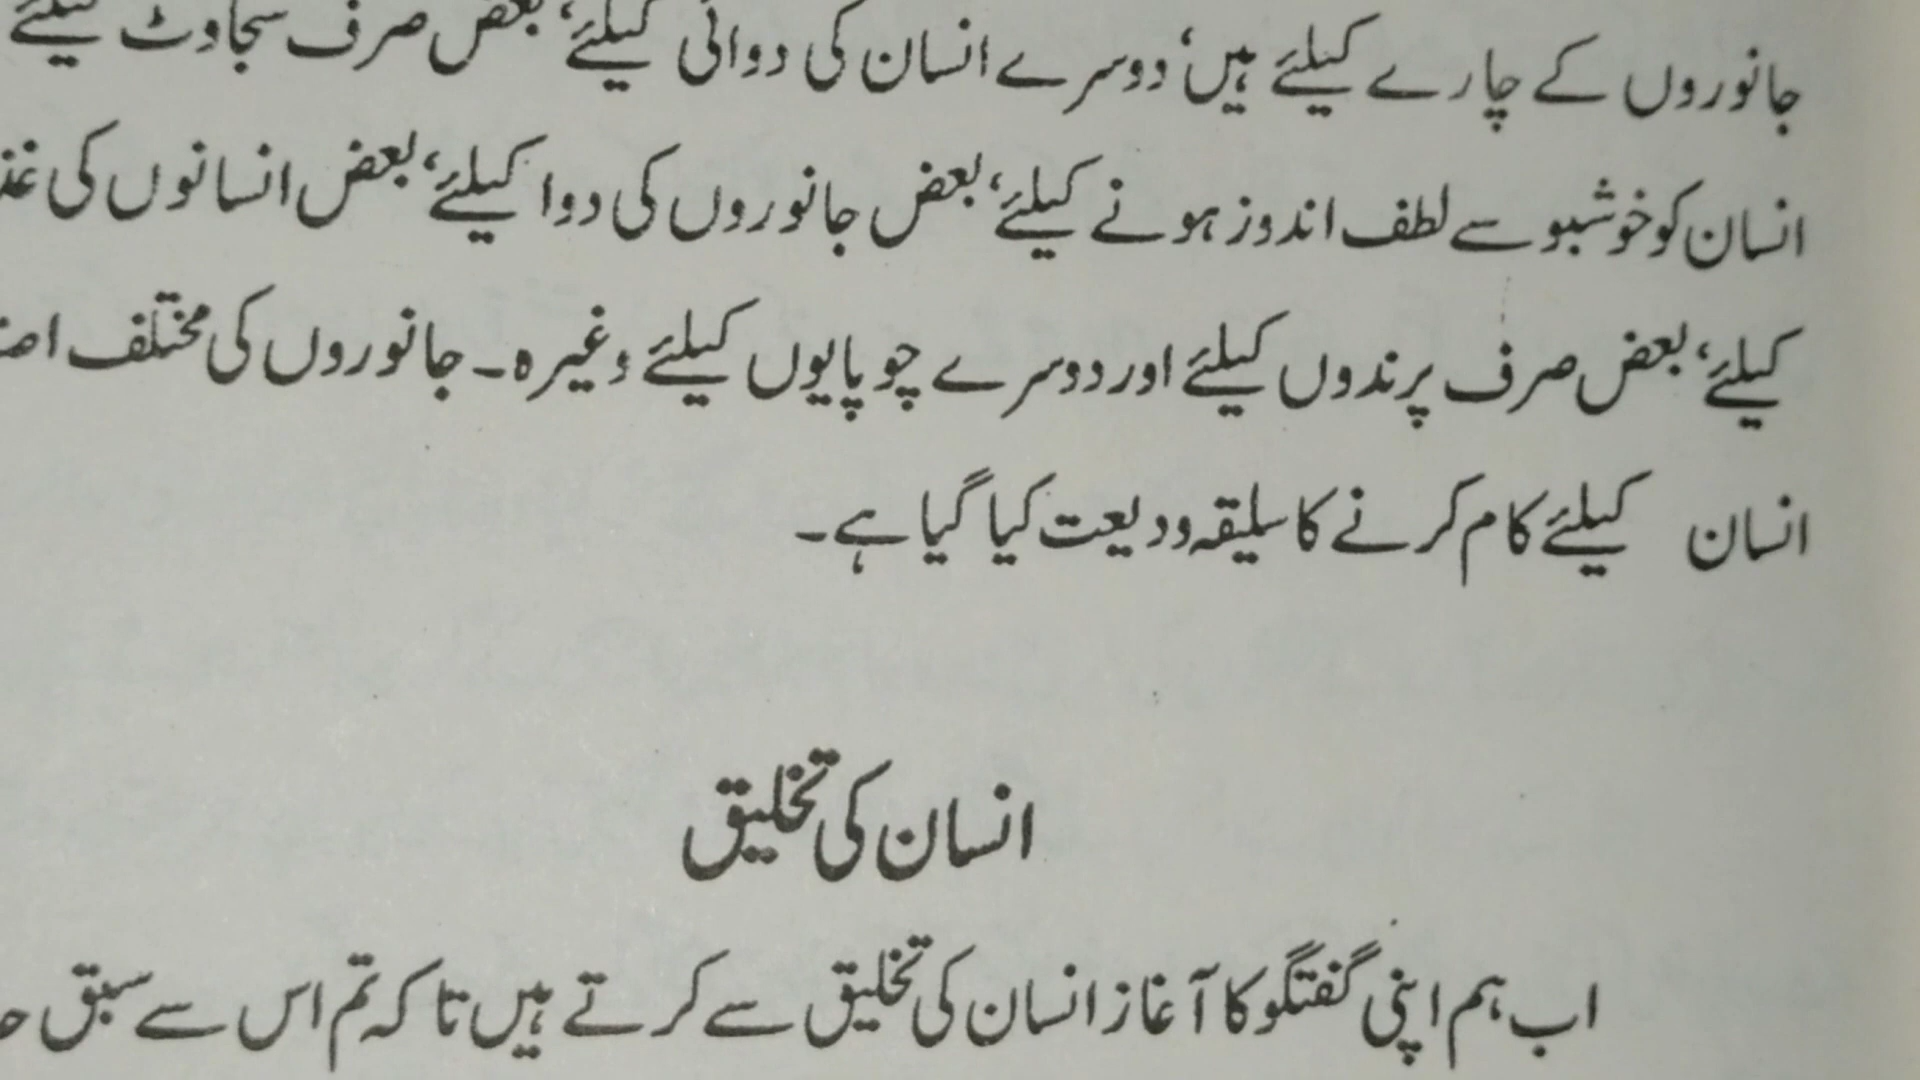 جانوروں کے چارے کیلئے ہیں، دوسرے انسان کی دوائی کیلئے، بعض صرف سجاوٹ کیلئے
انسان کو خوشبو سے لطف اندوز ہونے کیلئے، بعض جانوروں کی دوا کیلئے، بعض انسانوں کی
کیلئے، بعض صرف پرندوں کیلئے اور دوسرے چوپایوں کیلئے وغیرہ۔ جانوروں کی مختلف
انسان کیلئے کام کرنے کا سلیقہ ودیعت کیا گیا ہے۔
انسان کی تخلیق
اب ہم اپنی گفتگو کا آغاز انسان کی تخلیق سے کرتے ہیں تاکہ تم اس سے سبق